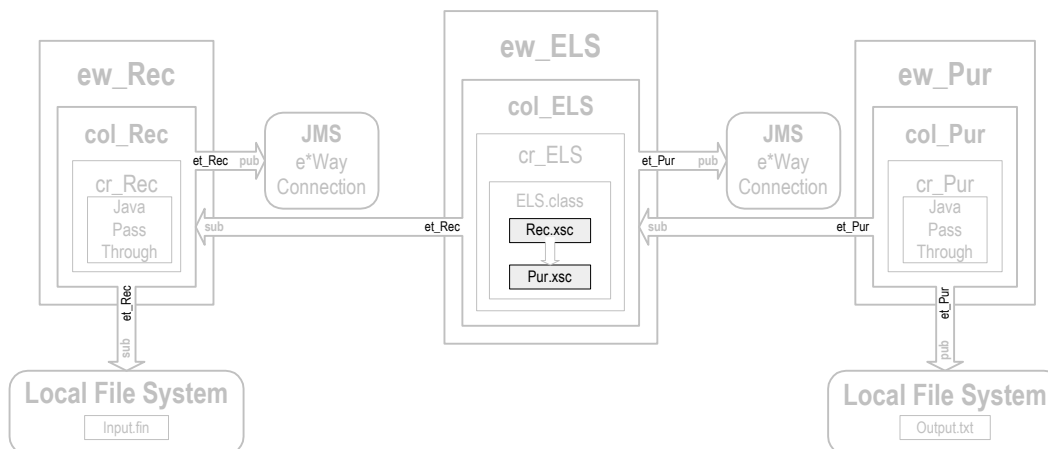 ew_Rec
col_Rec
cr_Rec
Java
Pass
Through
et_Rec pub
JMS
e*Way
Connection
sub et_Rec
ew_ELS
col_ELS
cr_ELS
ELS.class
Rec.xsc
Pur.xsc
et_Pur pub
JMS
e*Way
Connection
sub et_Pur
ew_Pur
col_Pur
cr_Pur
Java
Pass
Through
et_Rec
sub
Local File System
Input.fin
et_Pur
pub
Local File System
Output.txt